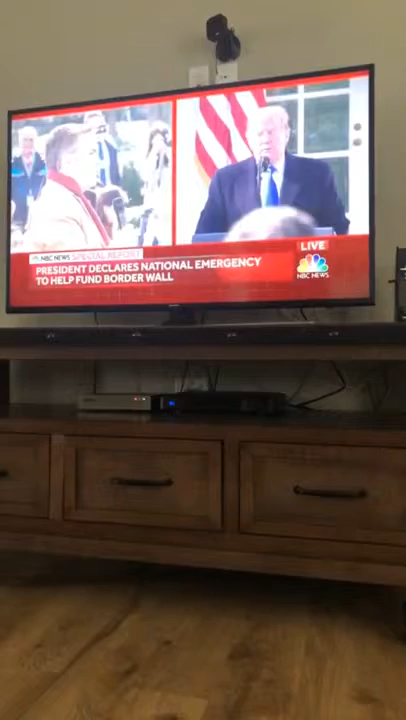 LIVE
NBC NEWS SPECIAL REPORT
PRESIDENT DECLARES NATIONAL EMERGENCY
TO HELP FUND BORDER WALL
NBC NEWS